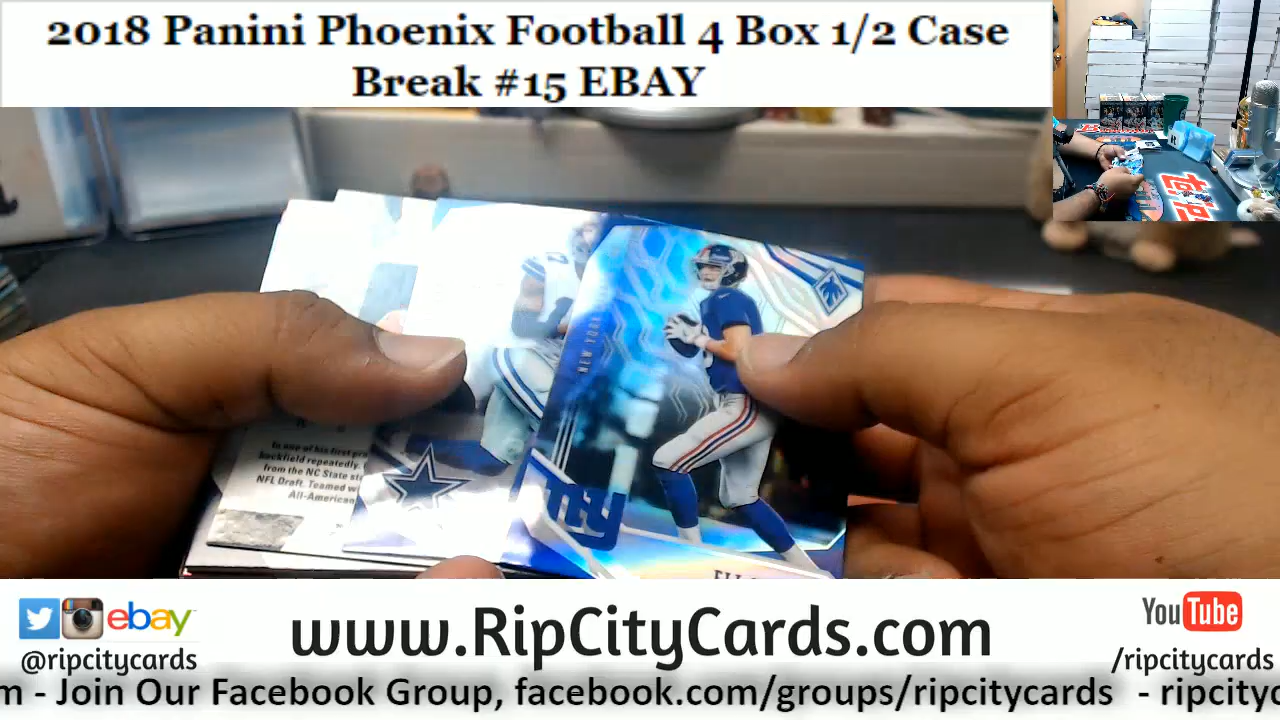 2018 Panini Phoenix Football 4 Box 1/2 Case
Break #15 EBAY
NEW YORK
NY
In one of his first pro
backfield repeatedly.
from the NC State st
NFL Draft. Teamed w
All-American
ebay
@ripcitycards
www.RipCityCards.com
YouTube
/ripcitycards
m - Join Our Facebook Group, facebook.com/groups/ripcitycards - ripcity